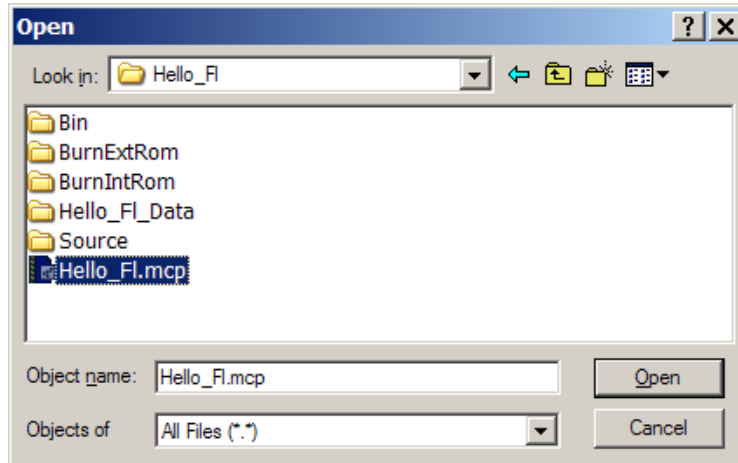 Open
Look in: Hello_Fl
Bin
BurnExtRom
BurnIntRom
Hello_Fl_Data
Source
Hello_Fl.mcp
Object name: Hello_Fl.mcp Open
Objects of All Files (*.*) Cancel